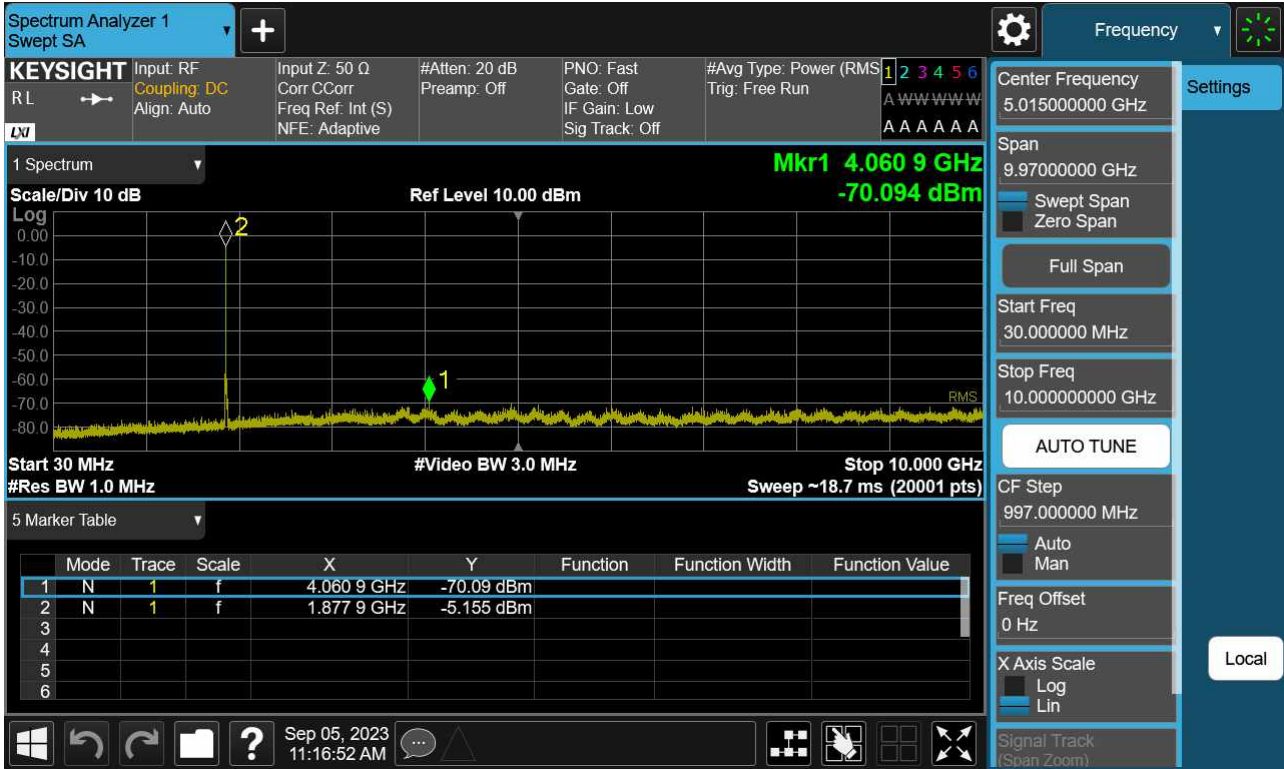 Spectrum Analyzer 1
Swept SA
Frequency
KEYSIGHT
R L
LXI
Input: RF
Coupling: DC
Align: Auto
Input Z: 50 Ω
Corr CCorr
Freq Ref: Int (S)
NFE: Adaptive
#Atten: 20 dB
Preamp: Off
PNO: Fast
Gate: Off
IF Gain: Low
Sig Track: Off
#Avg Type: Power (RMS
Trig: Free Run
1 2 3 4 5 6
A W W W W W
A A A A A A
1 Spectrum
Scale/Div 10 dB
Ref Level 10.00 dBm
Mkr1 4.060 9 GHz
-70.094 dBm
Log
0.00
-10.0
-20.0
-30.0
-40.0
-50.0
-60.0
-70.0
-80.0
2
1
RMS
Start 30 MHz
#Video BW 3.0 MHz
Stop 10.000 GHz
#Res BW 1.0 MHz
Sweep ~18.7 ms (20001 pts)
5 Marker Table
Mode Trace Scale X Y Function Function Width Function Value
1 N 1 f 4.060 9 GHz -70.09 dBm
2 N 1 f 1.877 9 GHz -5.155 dBm
3
4
5
6
Sep 05, 2023
11:16:52 AM
Center Frequency
5.015000000 GHz
Span
9.97000000 GHz
Swept Span
Zero Span
Full Span
Start Freq
30.000000 MHz
Stop Freq
10.000000000 GHz
AUTO TUNE
CF Step
997.000000 MHz
Auto
Man
Freq Offset
0 Hz
X Axis Scale
Log
Lin
Signal Track
(Span Zoom)
Settings
Local